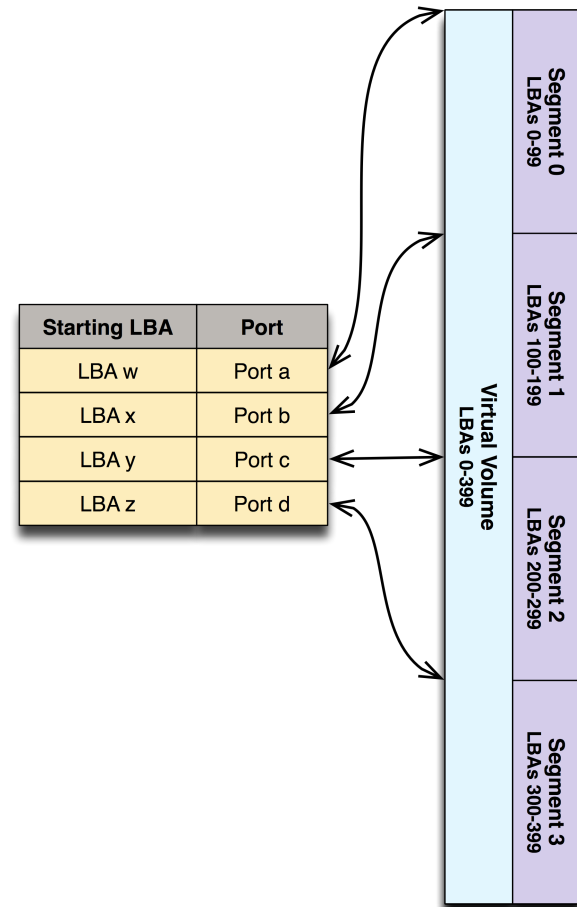 Starting LBA Port
LBA w Port a
LBA x Port b
LBA y Port c
LBA z Port d
Virtual Volume
LBAs 0-399
Segment 0
LBAs 0-99
Segment 1
LBAs 100-199
Segment 2
LBAs 200-299
Segment 3
LBAs 300-399